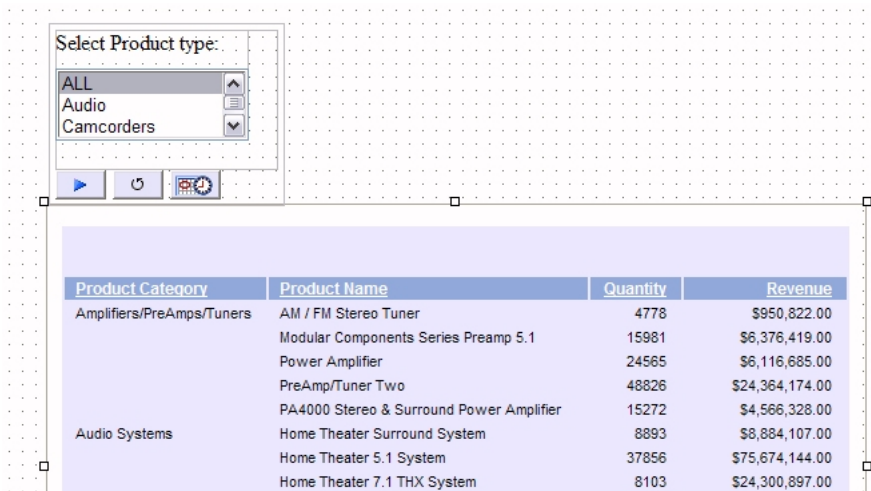 Select Product type:
ALL
Audio
Camcorders
Product Category Product Name Quantity Revenue
Amplifiers/PreAmps/Tuners AM / FM Stereo Tuner 4778 $950,822.00
Modular Components Series Preamp 5.1 15981 $6,376,419.00
Power Amplifier 24565 $6,116,685.00
PreAmp/Tuner Two 48826 $24,364,174.00
PA4000 Stereo & Surround Power Amplifier 15272 $4,566,328.00
Audio Systems Home Theater Surround System 8893 $8,884,107.00
Home Theater 5.1 System 37856 $75,674,144.00
Home Theater 7.1 THX System 8103 $24,300,897.00